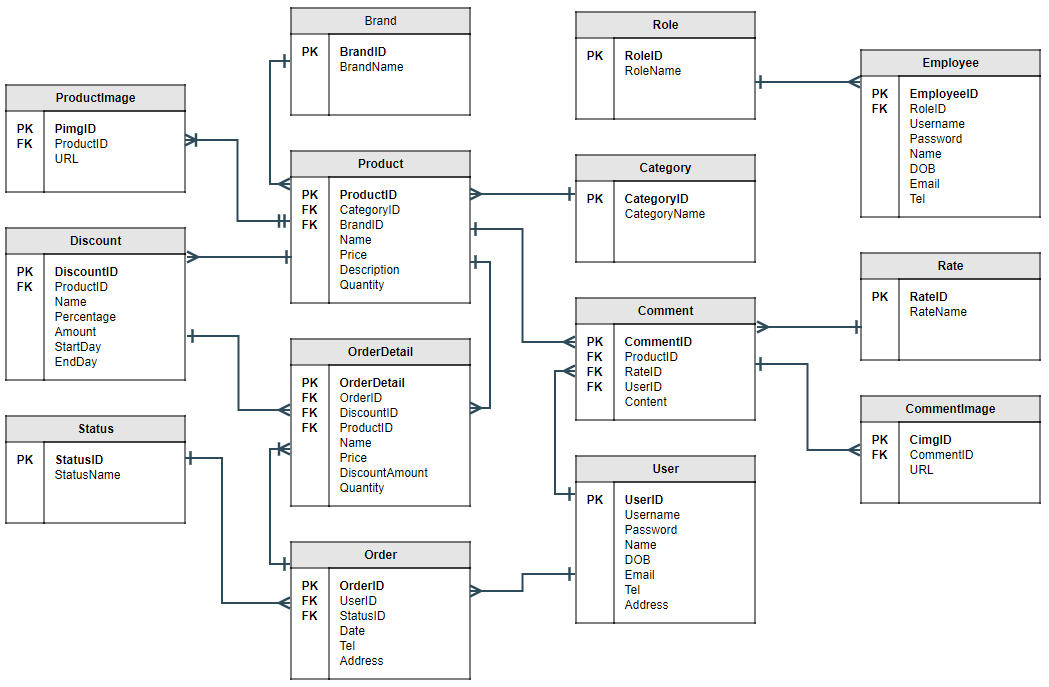 Brand
PK BrandID
BrandName
Role
PK RoleID
RoleName
Employee
PK EmployeeID
FK RoleID
Username
Password
Name
DOB
Email
Tel
ProductImage
PK PimgID
FK ProductID
URL
Product
PK ProductID
FK CategoryID
FK BrandID
Name
Price
Description
Quantity
Category
PK CategoryID
CategoryName
Discount
PK DiscountID
FK ProductID
Name
Percentage
Amount
StartDay
EndDay
Rate
PK RateID
RateName
Comment
PK CommentID
FK ProductID
FK RateID
FK UserID
Content
OrderDetail
PK OrderDetail
FK OrderID
FK DiscountID
FK ProductID
Name
Price
DiscountAmount
Quantity
CommentImage
PK CimgID
FK CommentID
URL
Status
PK StatusID
StatusName
User
PK UserID
Username
Password
Name
DOB
Email
Tel
Address
Order
PK OrderID
FK UserID
FK StatusID
Date
Tel
Address